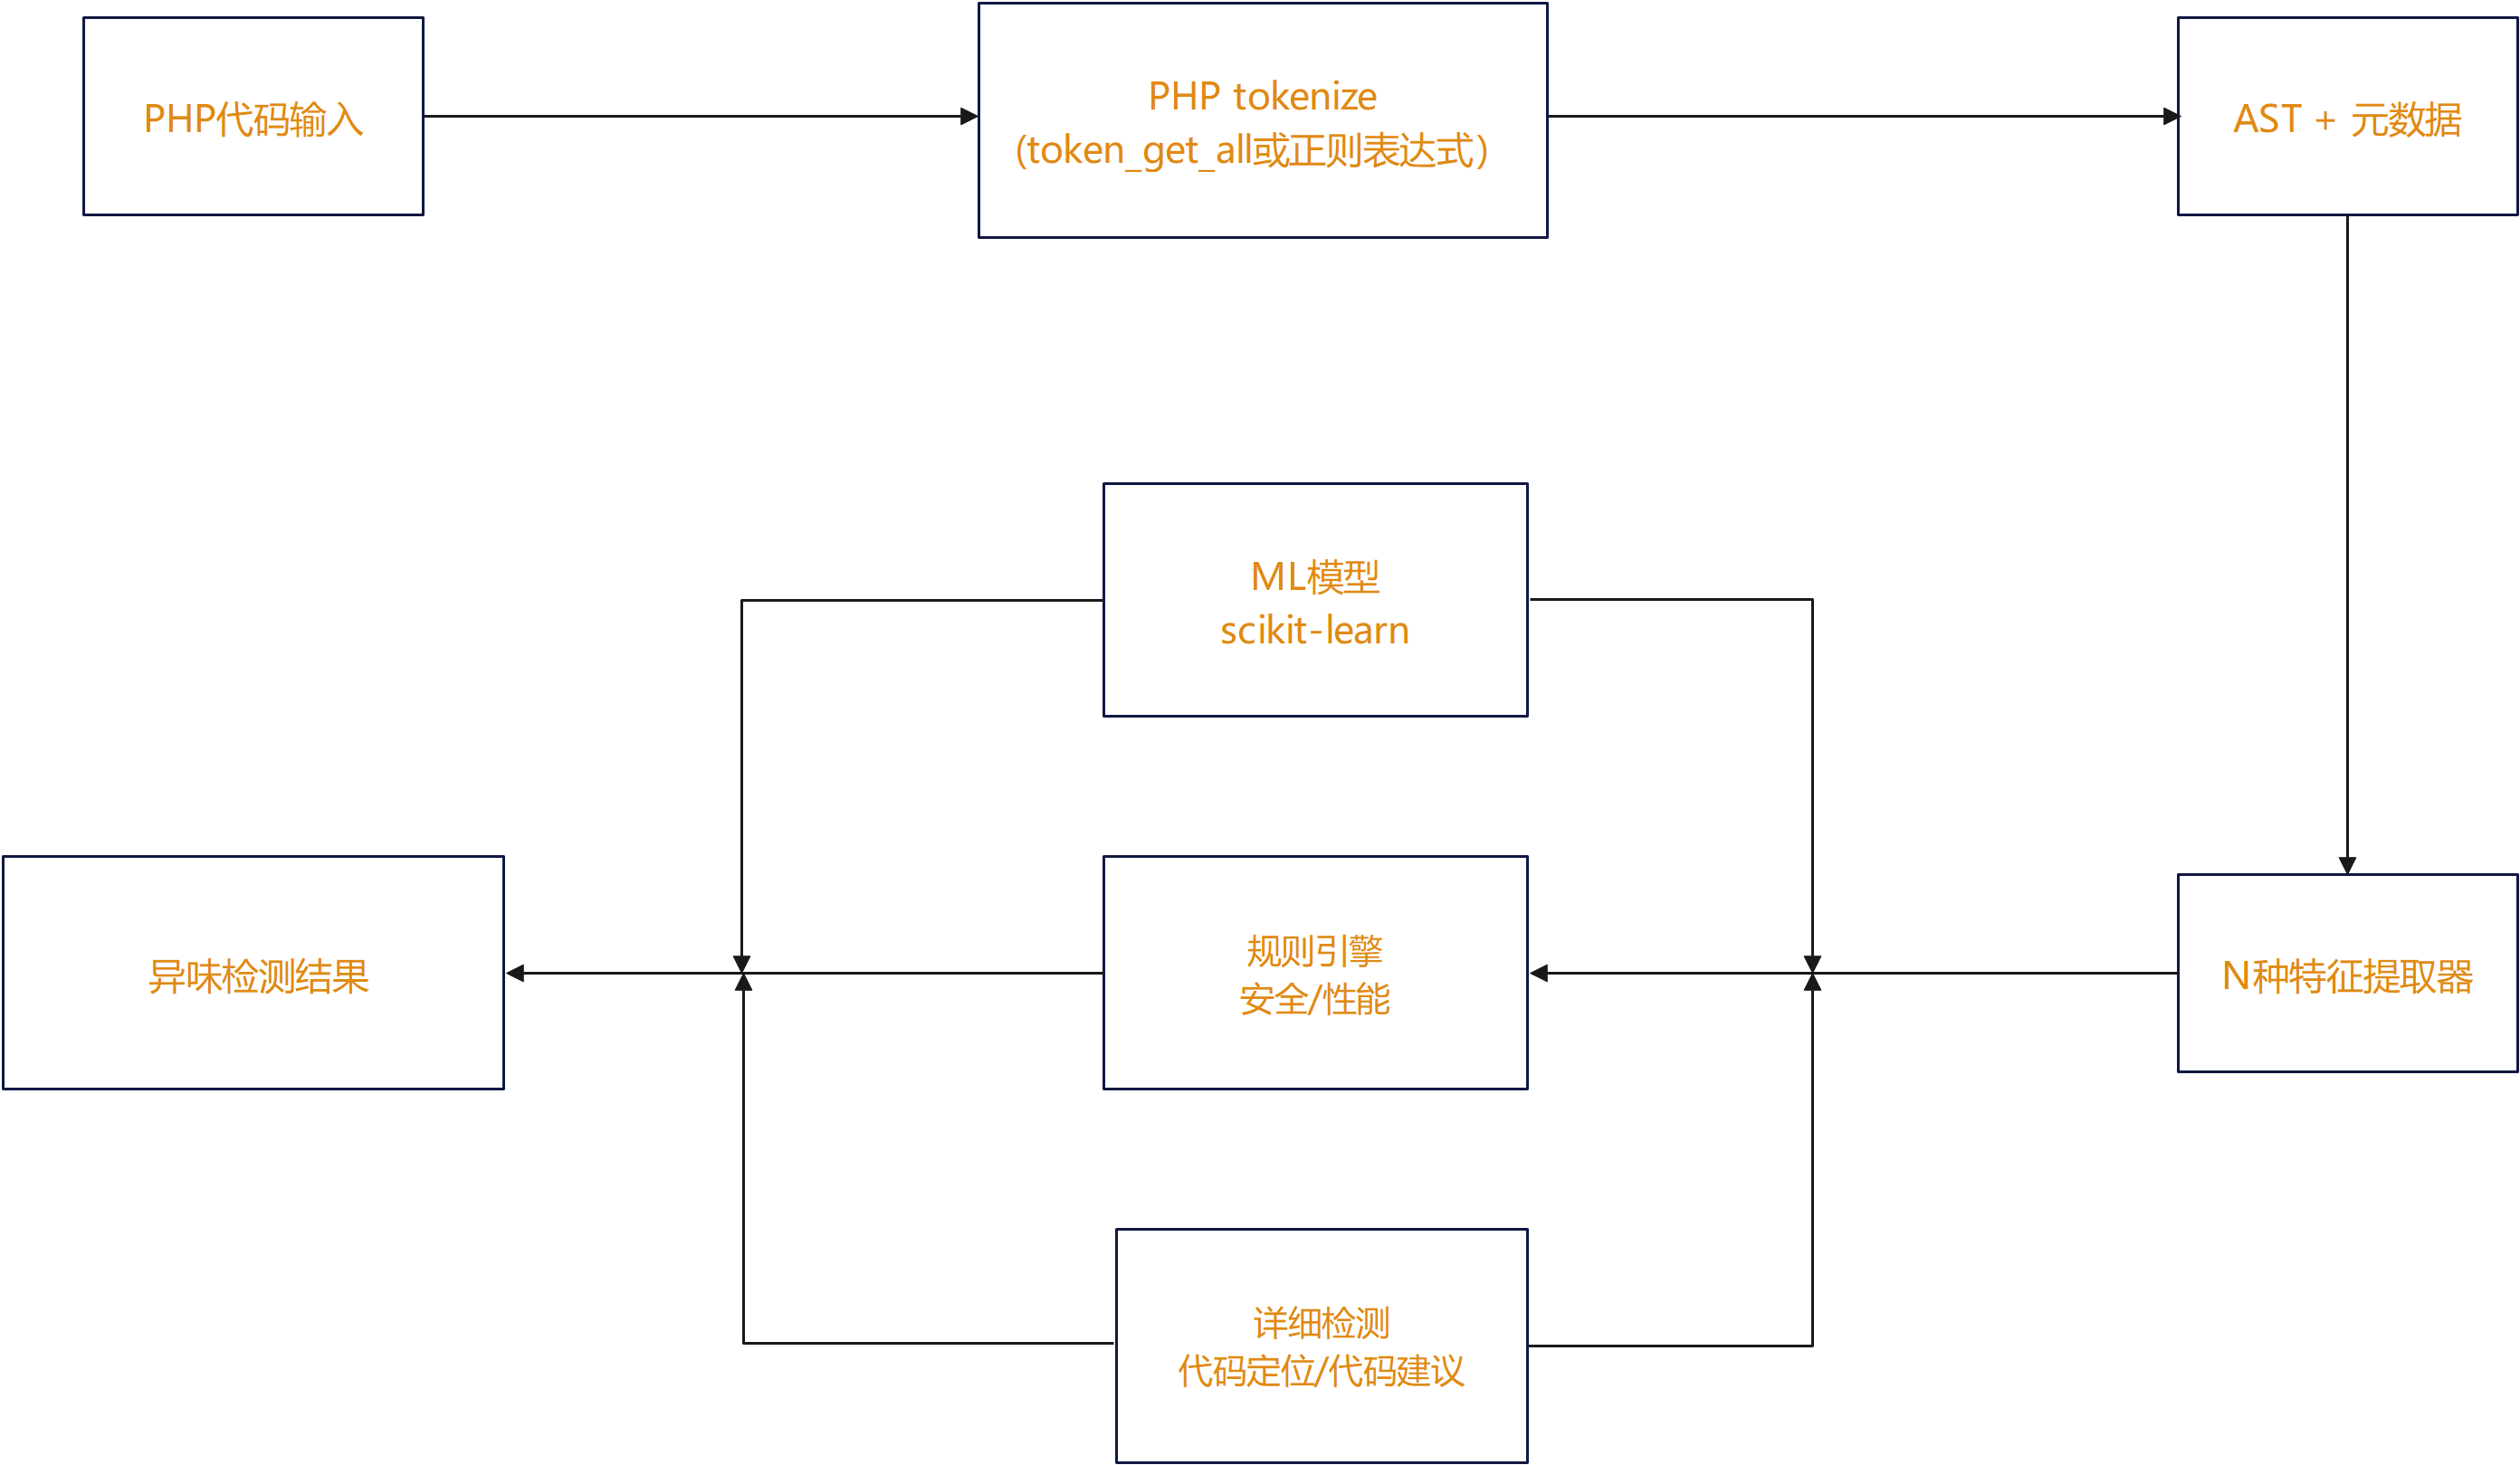 PHP代码输入
PHP tokenize
(token_get_all或正则表达式)
AST + 元数据
ML模型
scikit-learn
异味检测结果
规则引擎
安全/性能
N种特征提取器
详细检测
代码定位/代码建议